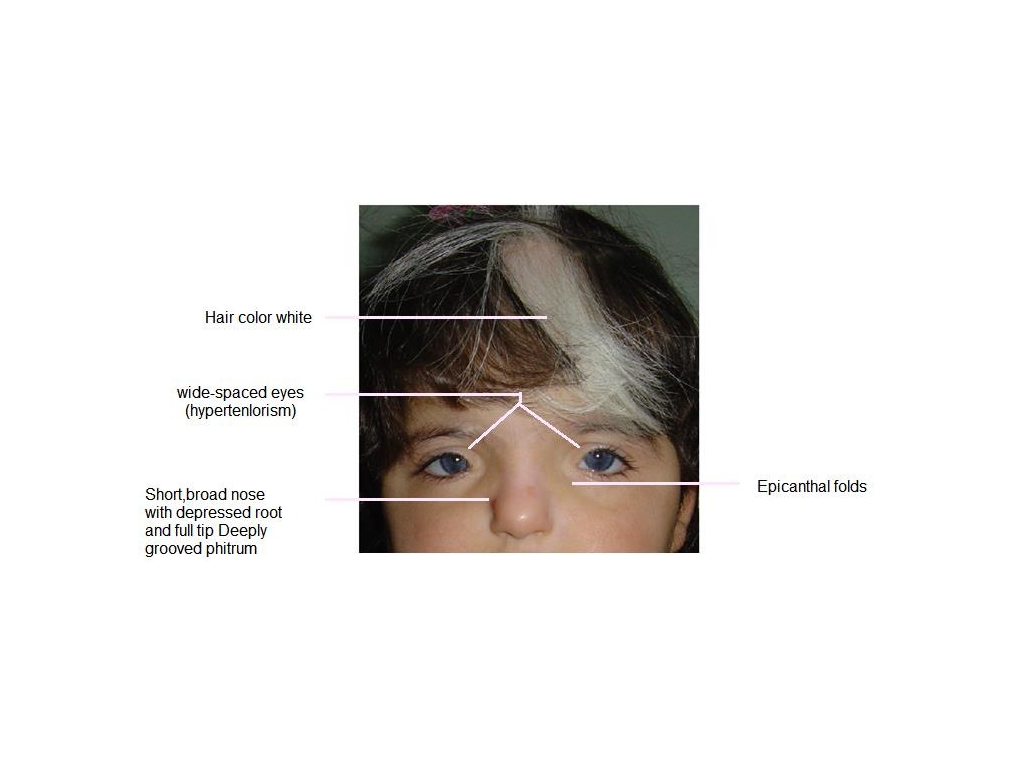 Hair color white
wide-spaced eyes
(hypertenlorism)
Short,broad nose
with depressed root
and full tip Deeply
grooved phitrum
Epicanthal folds